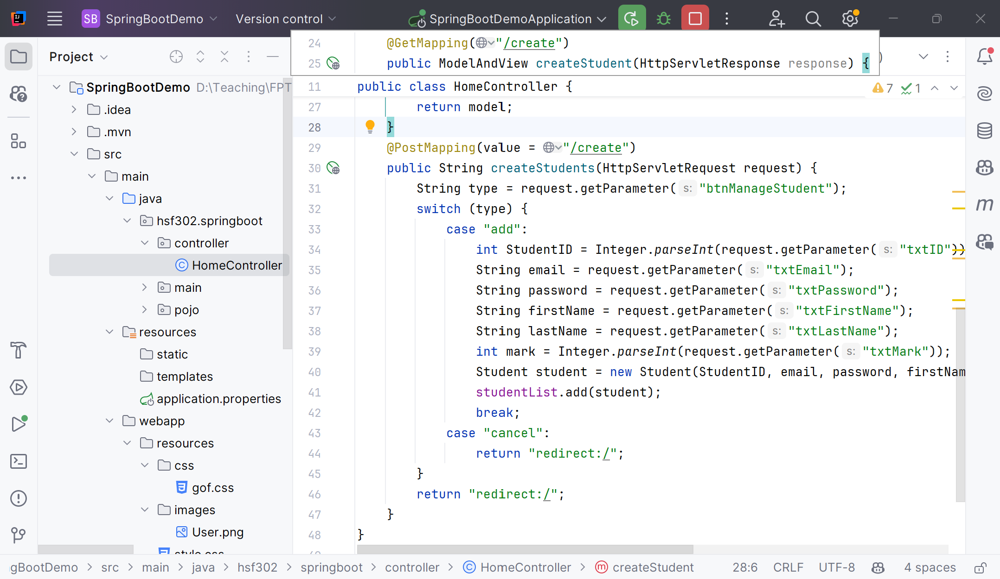 SB SpringBootDemo Version control SpringBootDemoApplication
Project
SpringBootDemo D:\Teaching\FPT
.idea
.mvn
src
main
java
hsf302.springboot
controller
HomeController
main
pojo
resources
static
templates
application.properties
webapp
resources
css
gof.css
images
User.png
style.css
24 @GetMapping("/create")
25 public ModelAndView createStudent(HttpServletResponse response) {
11 public class HomeController {
7 1
27 return model;
28 }
29 @PostMapping(value = "/create")
30 public String createStudents(HttpServletRequest request) {
31 String type = request.getParameter( s: "btnManageStudent");
32 switch (type) {
33 case "add":
34 int StudentID = Integer.parseInt(request.getParameter( s: "txtID"))
35 String email = request.getParameter( s: "txtEmail");
36 String password = request.getParameter( s: "txtPassword");
37 String firstName = request.getParameter( s: "txtFirstName");
38 String lastName = request.getParameter( s: "txtLastName");
39 int mark = Integer.parseInt(request.getParameter( s: "txtMark"));
40 Student student = new Student(StudentID, email, password, firstNam
41 studentList.add(student);
42 break;
43 case "cancel":
44 return "redirect:/";
45 }
46 return "redirect:/";
47 }
48 }
gBootDemo > src > main > java > hsf302 > springboot > controller > HomeController > createStudent 28:6 CRLF UTF-8 4 spaces